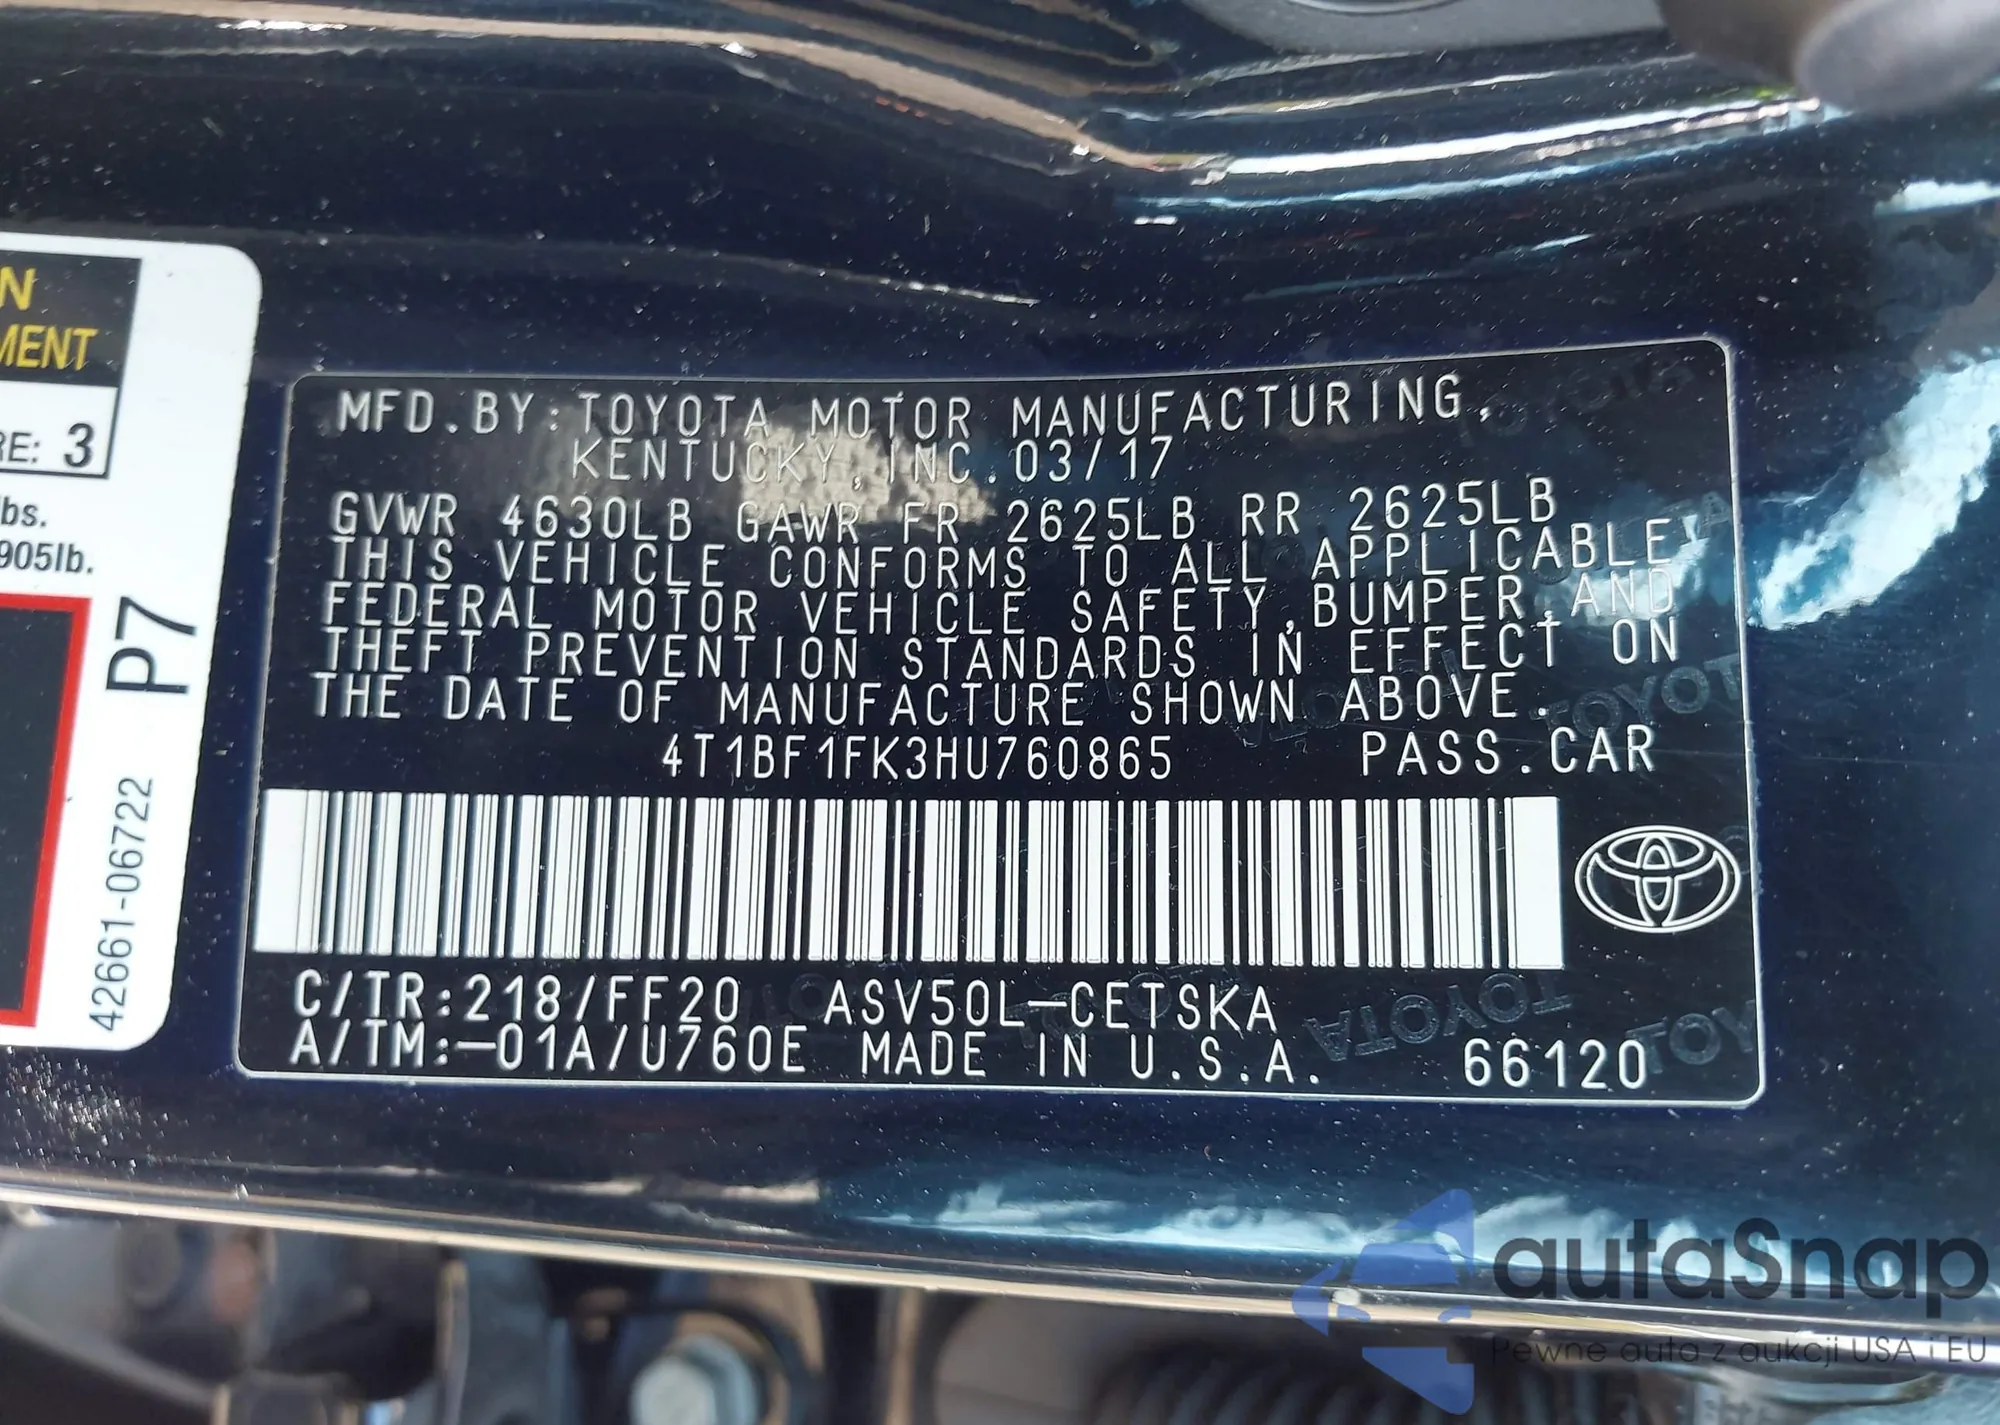 N
MENT
RE: 3
lbs.
905lb.
P7
42661-06722
MFD.BY:TOYOTA MOTOR MANUFACTURING,
KENTUCKY,INC.03/17
GVWR 4630LB GAWR FR 2625LB RR 2625LB
THIS VEHICLE CONFORMS TO ALL APPLICABLE
FEDERAL MOTOR VEHICLE SAFETY,BUMPER,AND
THEFT PREVENTION STANDARDS IN EFFECT ON
THE DATE OF MANUFACTURE SHOWN ABOVE.
4T1BF1FK3HU760865 PASS.CAR
C/TR:218/FF20 ASV50L-CETSKA
A/TM:-01A/U760E MADE IN U.S.A. 66120
autaSnap
Pewne auta z aukcji USA i EU